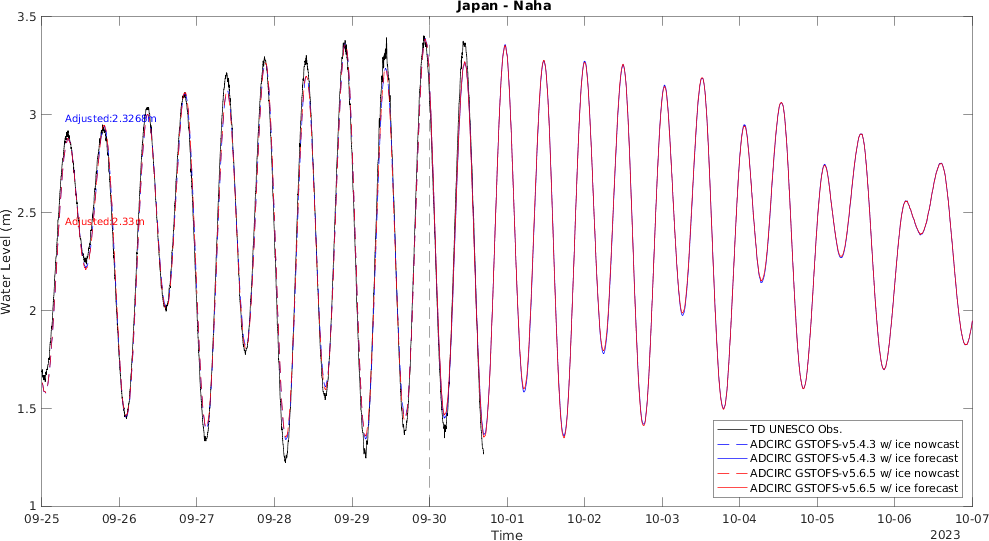 Japan - Naha
3.5
3
2.5
2
1.5
1
Water Level (m)
Adjusted:2.3268m
Adjusted:2.33m
TD UNESCO Obs.
ADCIRC GSTOFS-v5.4.3 w/ ice nowcast
ADCIRC GSTOFS-v5.4.3 w/ ice forecast
ADCIRC GSTOFS-v5.6.5 w/ ice nowcast
ADCIRC GSTOFS-v5.6.5 w/ ice forecast
09-25 09-26 09-27 09-28 09-29 09-30 10-01 10-02 10-03 10-04 10-05 10-06 10-07
Time
2023